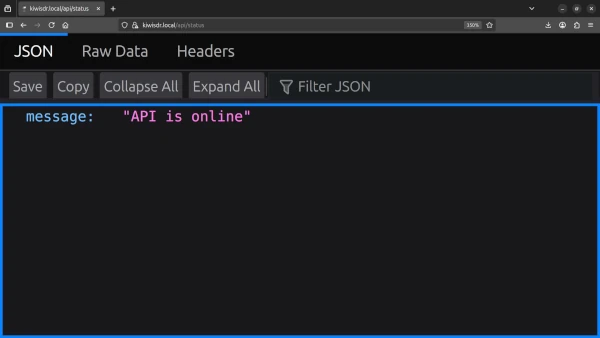 kiwisdr.local/api/status
kiwisdr.local/api/status
350%
JSON Raw Data Headers
Save Copy Collapse All Expand All Filter JSON
message: "API is online"